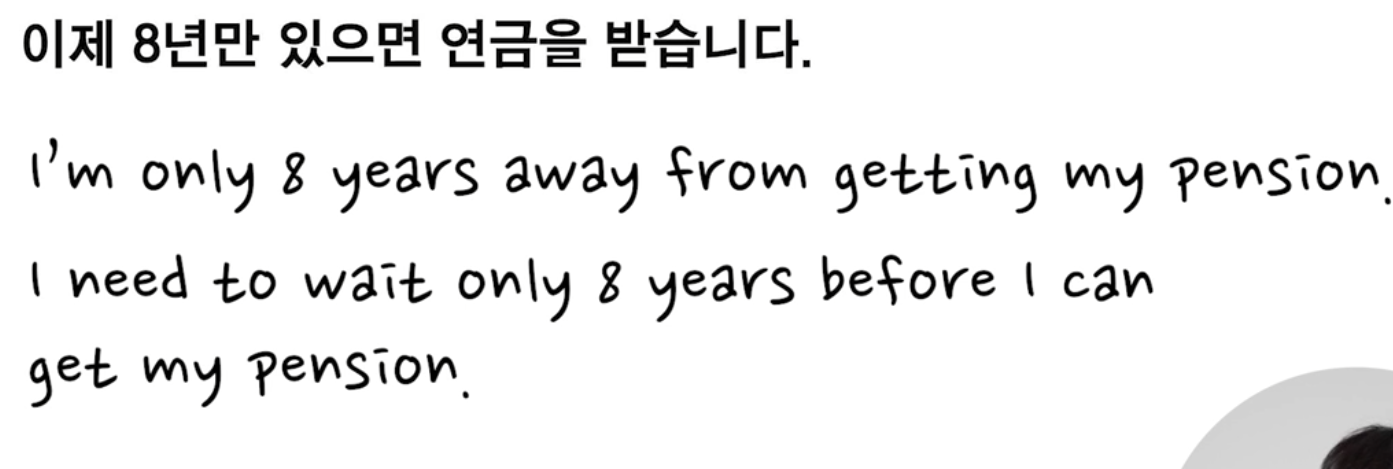 이제 8년만 있으면 연금을 받습니다.
I'm only 8 years away from getting my pension.
I need to wait only 8 years before I can
get my pension.